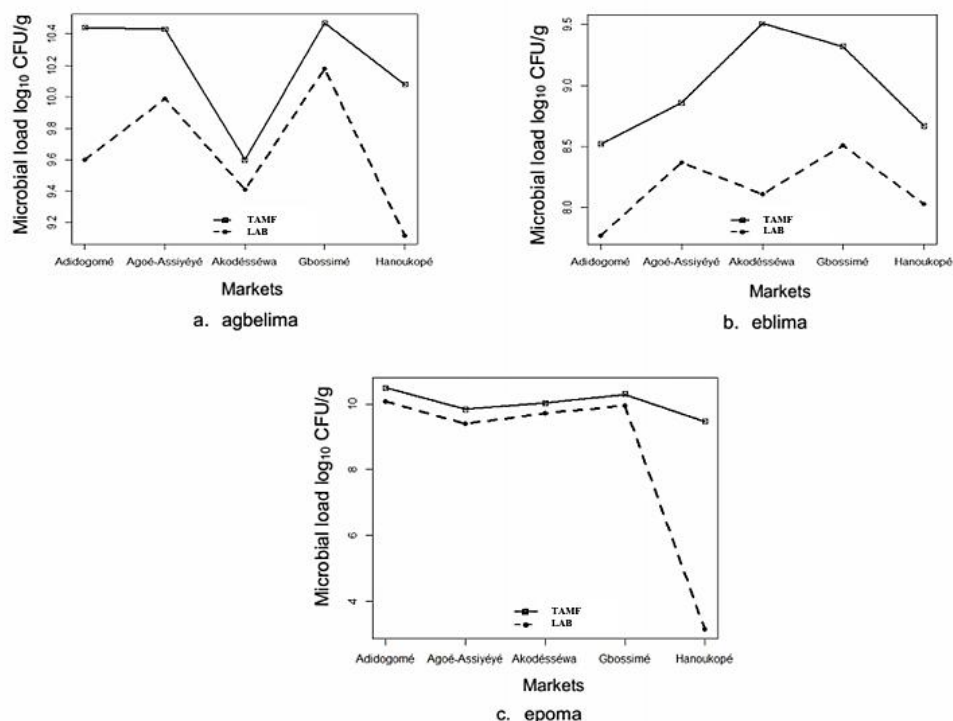 Microbial load log₁₀ CFU/g
10.4
10.2
10.0
9.8
9.6
9.4
9.2
TAMF
LAB
Adidogomé Agoé-Assiyéyé Akodésséwa Gbossimé Hanoukopé
Markets
a. agbelima
Microbial load log₁₀ CFU/g
9.5
9.0
8.5
8.0
TAMF
LAB
Adidogomé Agoé-Assiyéyé Akodésséwa Gbossimé Hanoukopé
Markets
b. eblima
Microbial load log₁₀ CFU/g
10
8
6
4
TAMF
LAB
Adidogomé Agoé-Assiyéyé Akodésséwa Gbossimé Hanoukopé
Markets
c. epoma